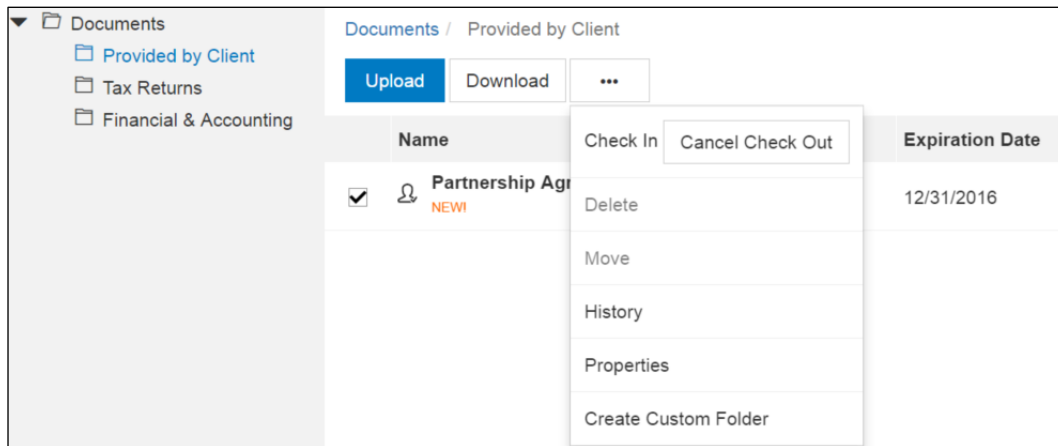 Documents
Provided by Client
Tax Returns
Financial & Accounting
Documents / Provided by Client
Upload Download •••
Name Expiration Date
Check In Cancel Check Out
Partnership
NEW! 12/31/2016
Delete
Move
History
Properties
Create Custom Folder